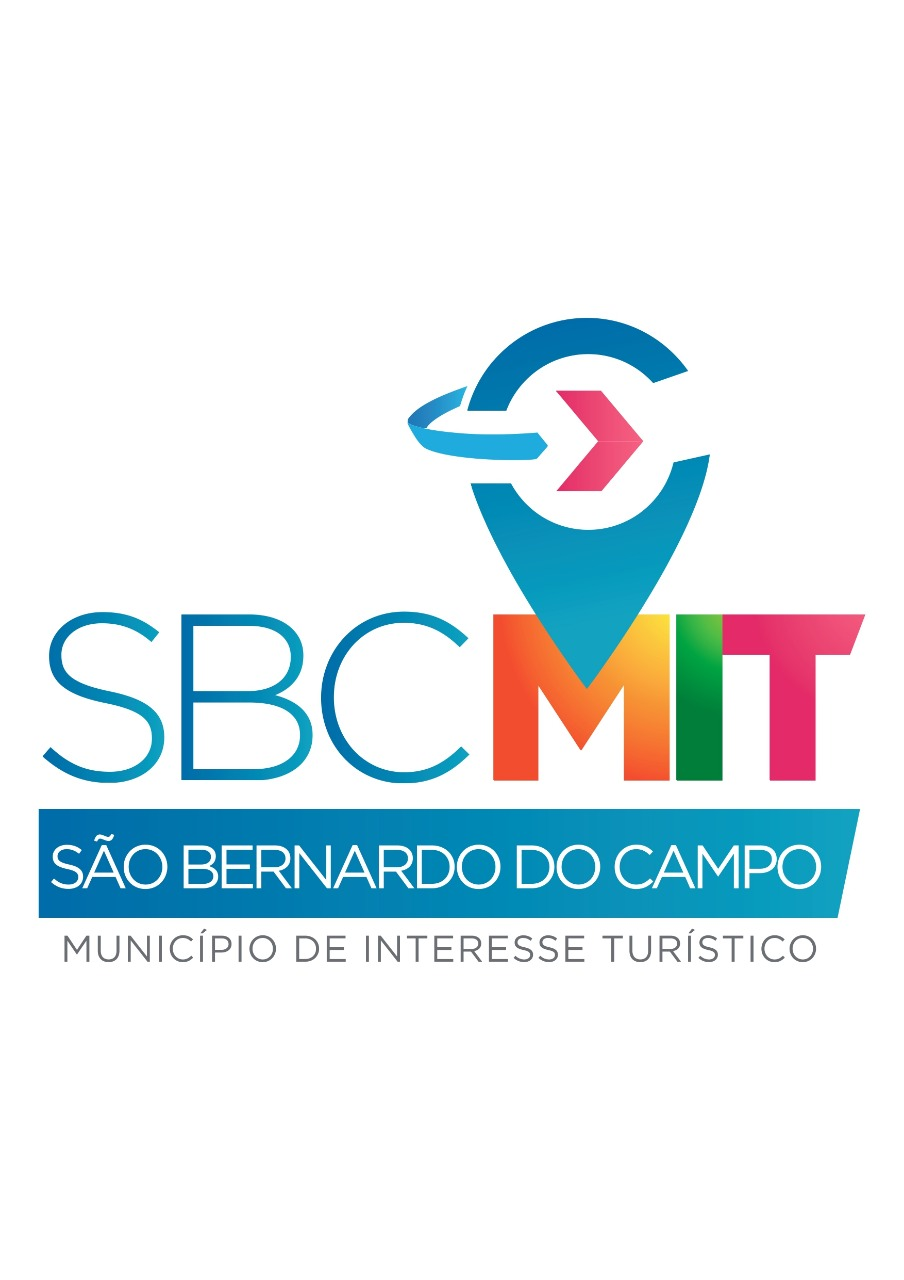 SBCMIT
SÃO BERNARDO DO CAMPO
MUNICÍPIO DE INTERESSE TURÍSTICO